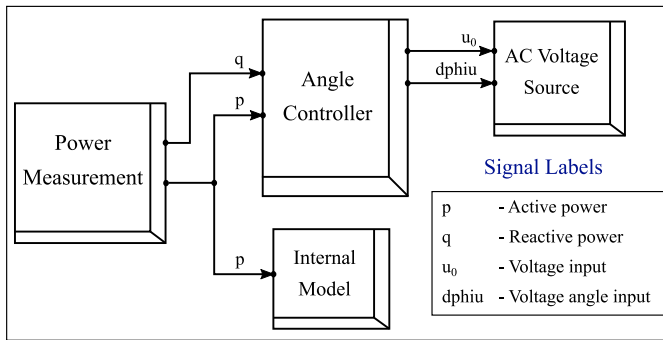 Power
Measurement
q
p
p
Angle
Controller
Internal
Model
u₀
dphiu
AC Voltage
Source
Signal Labels
p - Active power
q - Reactive power
u₀ - Voltage input
dphiu - Voltage angle input